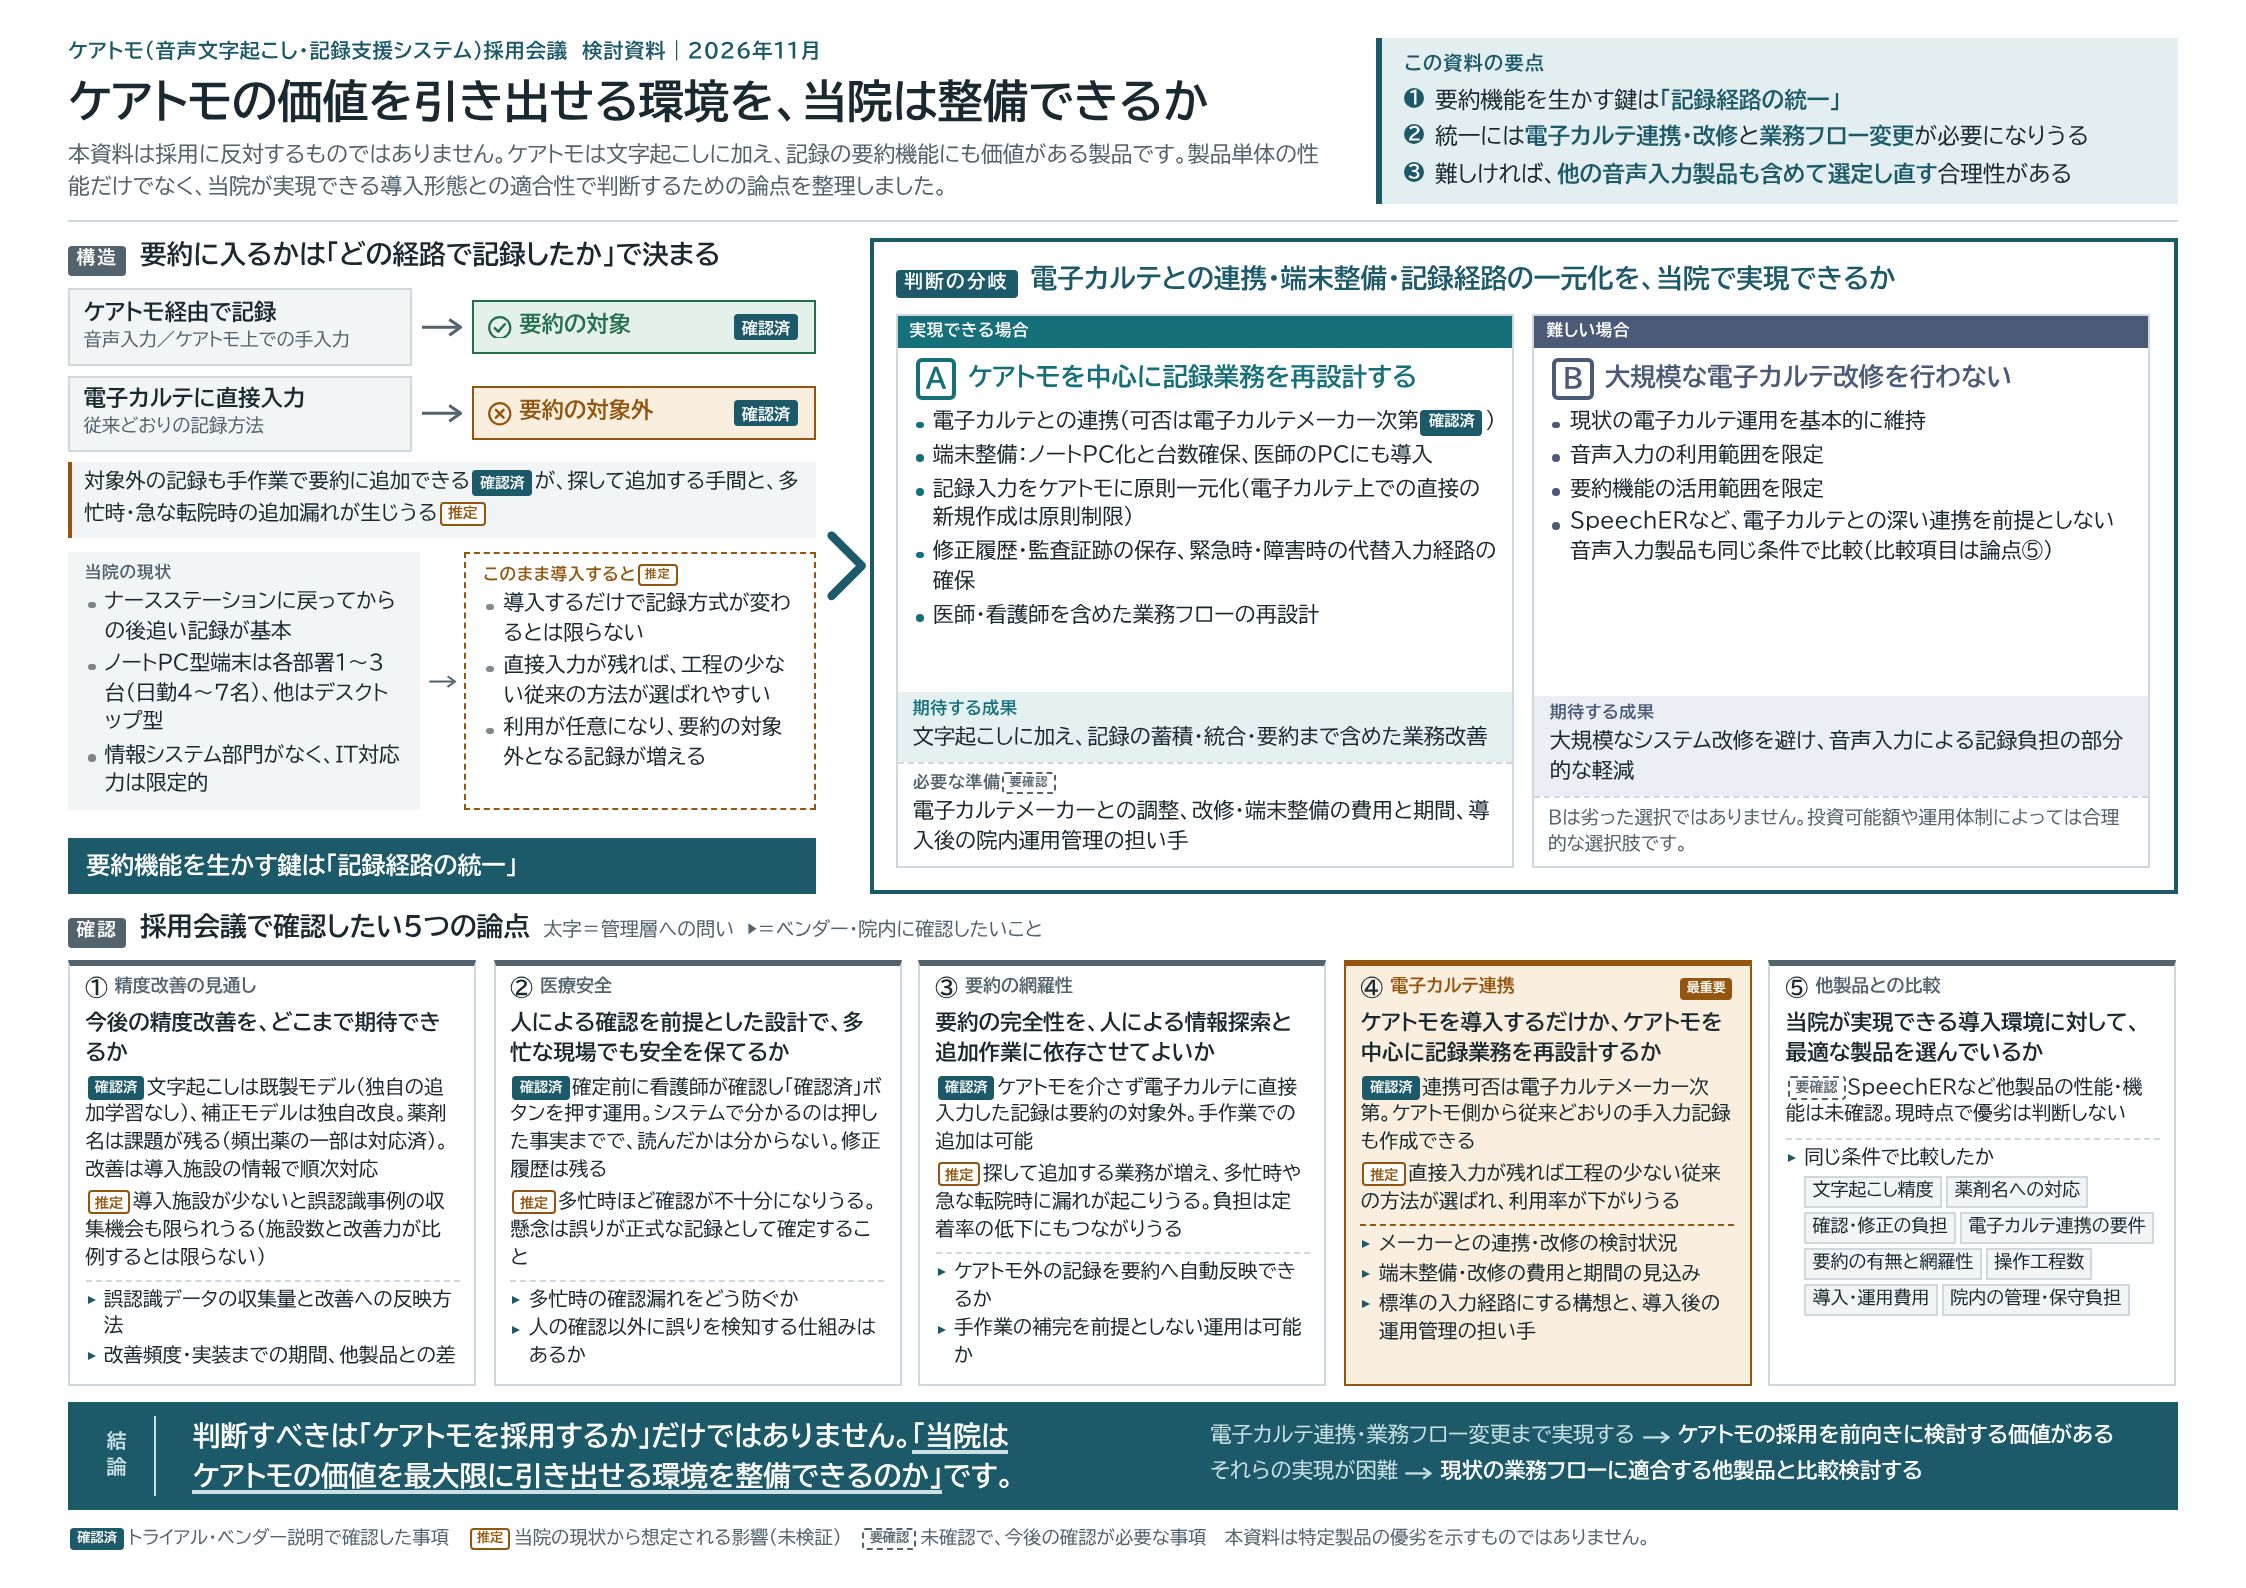 ケアトモ（音声文字起こし・記録支援システム）採用会議 検討資料｜2026年11月
ケアトモの価値を引き出せる環境を、当院は整備できるか
本資料は採用に反対するものではありません。ケアトモは文字起こしに加え、記録の要約機能にも価値がある製品です。製品単体の性
能だけでなく、当院が実現できる導入形態との適合性で判断するための論点を整理しました。
この資料の要点
❶ 要約機能を生かす鍵は「記録経路の統一」
❷ 統一には電子カルテ連携・改修と業務フロー変更が必要になりうる
❸ 難しければ、他の音声入力製品も含めて選定し直す合理性がある
構造 要約に入るかは「どの経路で記録したか」で決まる
ケアトモ経由で記録
音声入力／ケアトモ上での手入力
→
要約の対象 確認済
電子カルテに直接入力
従来どおりの記録方法
→
要約の対象外 確認済
対象外の記録も手作業で要約に追加できる 確認済 が、探して追加する手間と、多
忙時・急な転院時の追加漏れが生じうる 推定
当院の現状
• ナースステーションに戻ってから
の後追い記録が基本
• ノートPC型端末は各部署1〜3
台（日勤4〜7名）、他はデスクト
ップ型
• 情報システム部門がなく、IT対応
力は限定的
→
このまま導入すると 推定
• 導入するだけで記録方式が変わ
るとは限らない
• 直接入力が残れば、工程の少な
い従来の方法が選ばれやすい
• 利用が任意になり、要約の対象
外となる記録が増える
要約機能を生かす鍵は「記録経路の統一」
判断の分岐 電子カルテとの連携・端末整備・記録経路の一元化を、当院で実現できるか
実現できる場合
A ケアトモを中心に記録業務を再設計する
• 電子カルテとの連携（可否は電子カルテメーカー次第 確認済 ）
• 端末整備：ノートPC化と台数確保、医師のPCにも導入
• 記録入力をケアトモに原則一元化（電子カルテ上での直接の
新規作成は原則制限）
• 修正履歴・監査証跡の保存、緊急時・障害時の代替入力経路の
確保
• 医師・看護師を含めた業務フローの再設計
期待する成果
文字起こしに加え、記録の蓄積・統合・要約まで含めた業務改善
必要な準備 要確認
電子カルテメーカーとの調整、改修・端末整備の費用と期間、導
入後の院内運用管理の担い手
難しい場合
B 大規模な電子カルテ改修を行わない
• 現状の電子カルテ運用を基本的に維持
• 音声入力の利用範囲を限定
• 要約機能の活用範囲を限定
• SpeechERなど、電子カルテとの深い連携を前提としない
音声入力製品も同じ条件で比較（比較項目は論点⑤）
期待する成果
大規模なシステム改修を避け、音声入力による記録負担の部分
的な軽減
Bは劣った選択ではありません。投資可能額や運用体制によっては合理
的な選択肢です。
確認 採用会議で確認したい5つの論点 太字＝管理層への問い ▸＝ベンダー・院内に確認したいこと
① 精度改善の見通し
今後の精度改善を、どこまで期待でき
るか
確認済 文字起こしは既製モデル（独自の追
加学習なし）、補正モデルは独自改良。薬剤
名は課題が残る（頻出薬の一部は対応済）。
改善は導入施設の情報で順次対応
推定 導入施設が少ないと誤認識事例の収
集機会も限られうる（施設数と改善力が比
例するとは限らない）
▸ 誤認識データの収集量と改善への反映方
法
▸ 改善頻度・実装までの期間、他製品との差
② 医療安全
人による確認を前提とした設計で、多
忙な現場でも安全を保てるか
確認済 確定前に看護師が確認し「確認済」ボ
タンを押す運用。システムで分かるのは押し
た事実までで、読んだかは分からない。修正
履歴は残る
推定 多忙時ほど確認が不十分になりうる。
懸念は誤りが正式な記録として確定するこ
と
▸ 多忙時の確認漏れをどう防ぐか
▸ 人の確認以外に誤りを検知する仕組みは
あるか
③ 要約の網羅性
要約の完全性を、人による情報探索と
追加作業に依存させてよいか
確認済 ケアトモを介さず電子カルテに直接
入力した記録は要約の対象外。手作業での
追加は可能
推定 探して追加する業務が増え、多忙時や
急な転院時に漏れが起こりうる。負担は定
着率の低下にもつながりうる
▸ ケアトモ外の記録を要約へ自動反映でき
るか
▸ 手作業の補完を前提としない運用は可能
か
④ 電子カルテ連携 最重要
ケアトモを導入するだけか、ケアトモを
中心に記録業務を再設計するか
確認済 連携可否は電子カルテメーカー次
第。ケアトモ側から従来どおりの手入力記録
も作成できる
推定 直接入力が残れば工程の少ない従来
の方法が選ばれ、利用率が下がりうる
▸ メーカーとの連携・改修の検討状況
▸ 端末整備・改修の費用と期間の見込み
▸ 標準の入力経路にする構想と、導入後の
運用管理の担い手
⑤ 他製品との比較
当院が実現できる導入環境に対して、
最適な製品を選んでいるか
要確認 SpeechERなど他製品の性能・機
能は未確認。現時点で優劣は判断しない
▸ 同じ条件で比較したか
文字起こし精度 薬剤名への対応
確認・修正の負担 電子カルテ連携の要件
要約の有無と網羅性 操作工程数
導入・運用費用 院内の管理・保守負担
結
論
判断すべきは「ケアトモを採用するか」だけではありません。「当院は
ケアトモの価値を最大限に引き出せる環境を整備できるのか」です。
電子カルテ連携・業務フロー変更まで実現する → ケアトモの採用を前向きに検討する価値がある
それらの実現が困難 → 現状の業務フローに適合する他製品と比較検討する
確認済 トライアル・ベンダー説明で確認した事項 推定 当院の現状から想定される影響（未検証） 要確認 未確認で、今後の確認が必要な事項 本資料は特定製品の優劣を示すものではありません。